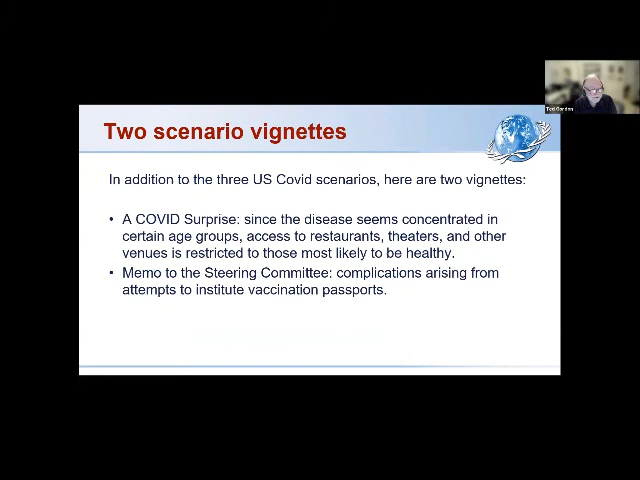 Two scenario vignettes
Ted Gordon
In addition to the three US Covid scenarios, here are two vignettes:
• A COVID Surprise: since the disease seems concentrated in
certain age groups, access to restaurants, theaters, and other
venues is restricted to those most likely to be healthy.
• Memo to the Steering Committee: complications arising from
attempts to institute vaccination passports.